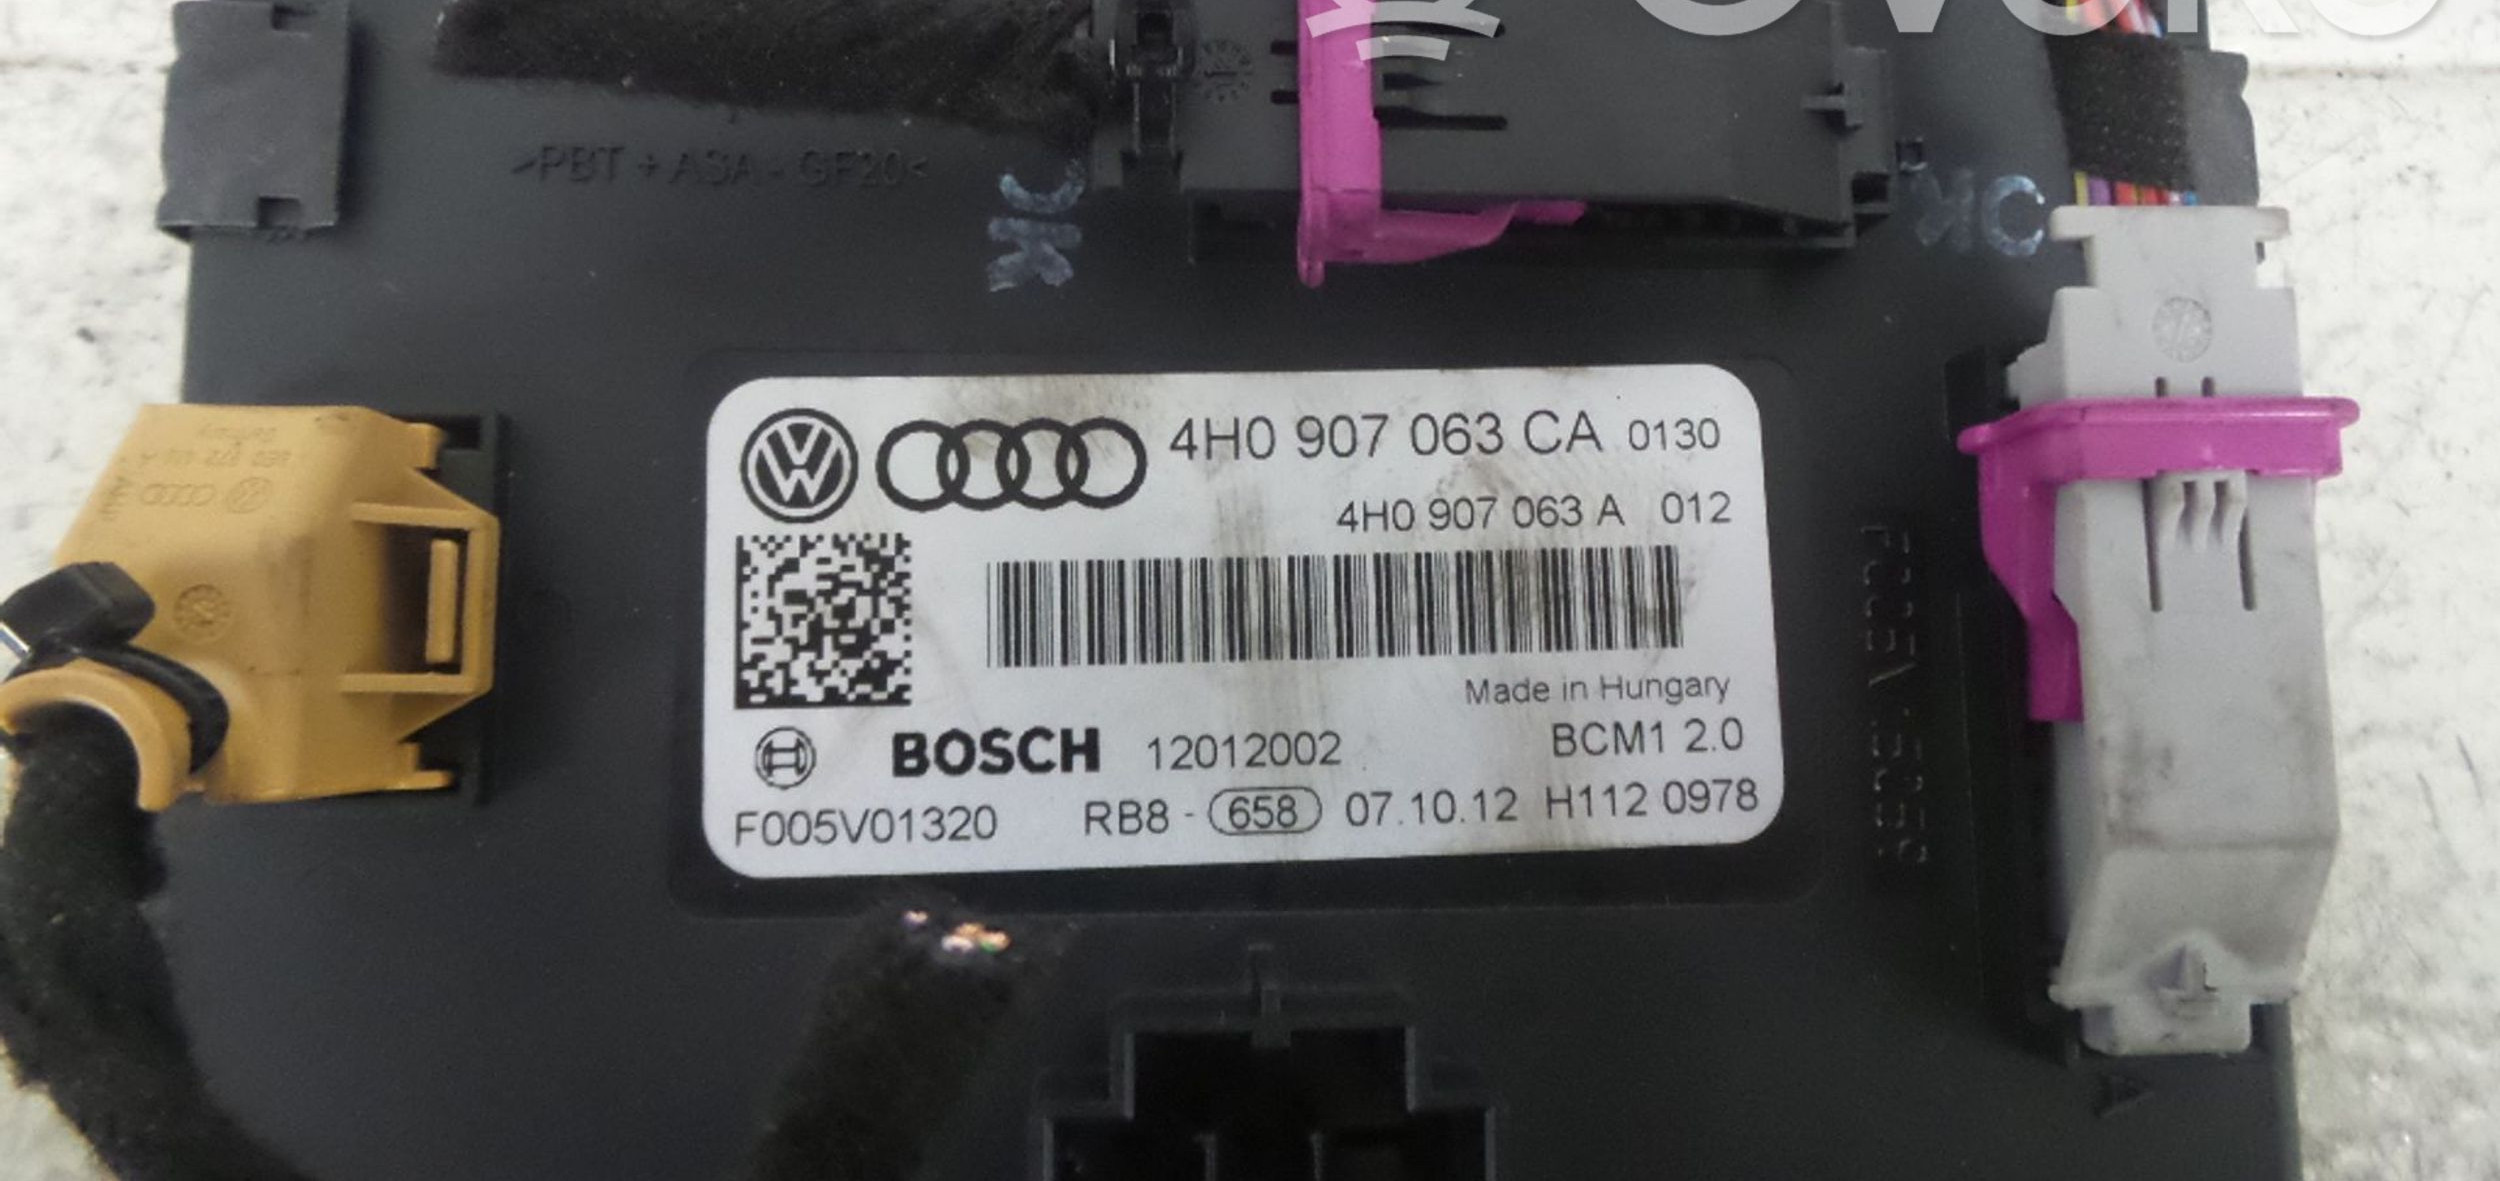 >PBT + ASA - GF20<
4H0 907 063 CA 0130
4H0 907 063 A 012
Made in Hungary
BOSCH 12012002 BCM1 2.0
F005V01320 RB8 - 658 07.10.12 H112 0978